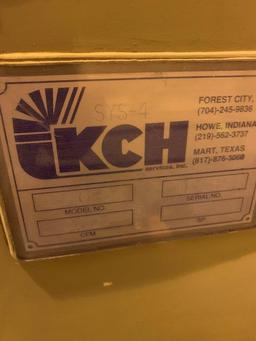 SYS-4
KCH
services, inc.
FOREST CITY,
(704)-245-9836
HOWE, INDIANA
(219)-562-3737
MART, TEXAS
(817)-876-3068
MODEL NO.
SERIAL NO.
CFM
SP